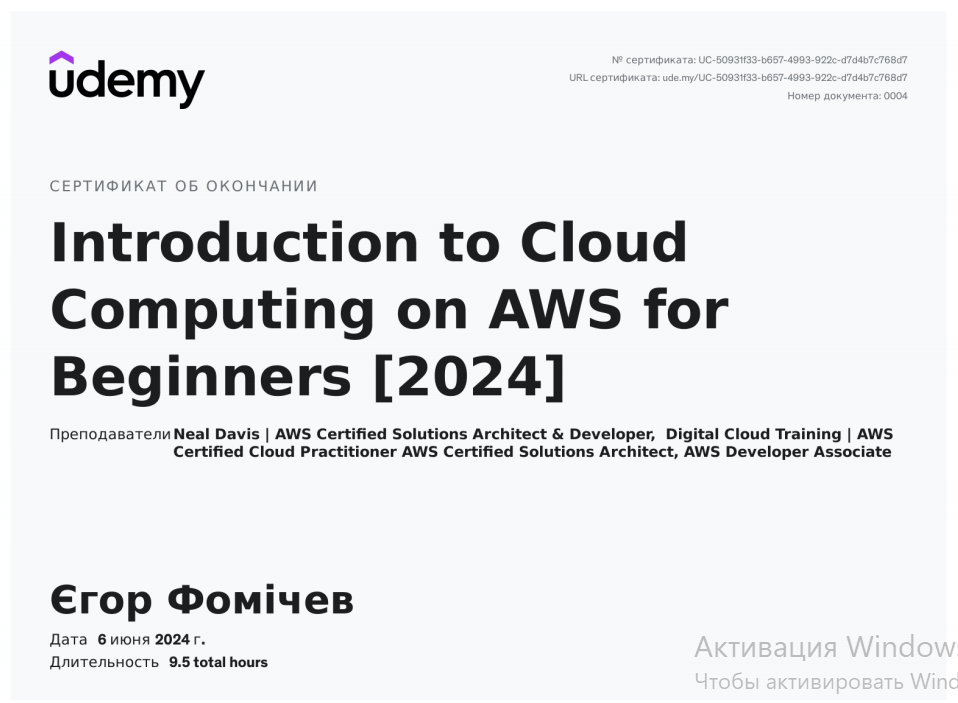 udemy
№ сертификата: UC-50931f33-b657-4993-922c-d7d4b7c768d7
URL сертификата: ude.my/UC-50931f33-b657-4993-922c-d7d4b7c768d7
Номер документа: 0004
СЕРТИФИКАТ ОБ ОКОНЧАНИИ
Introduction to Cloud
Computing on AWS for
Beginners [2024]
Преподаватели Neal Davis | AWS Certified Solutions Architect & Developer, Digital Cloud Training | AWS
Certified Cloud Practitioner AWS Certified Solutions Architect, AWS Developer Associate
Єгор Фомічев
Дата 6 июня 2024 г.
Длительность 9.5 total hours
Активация Windows
Чтобы активировать Wind